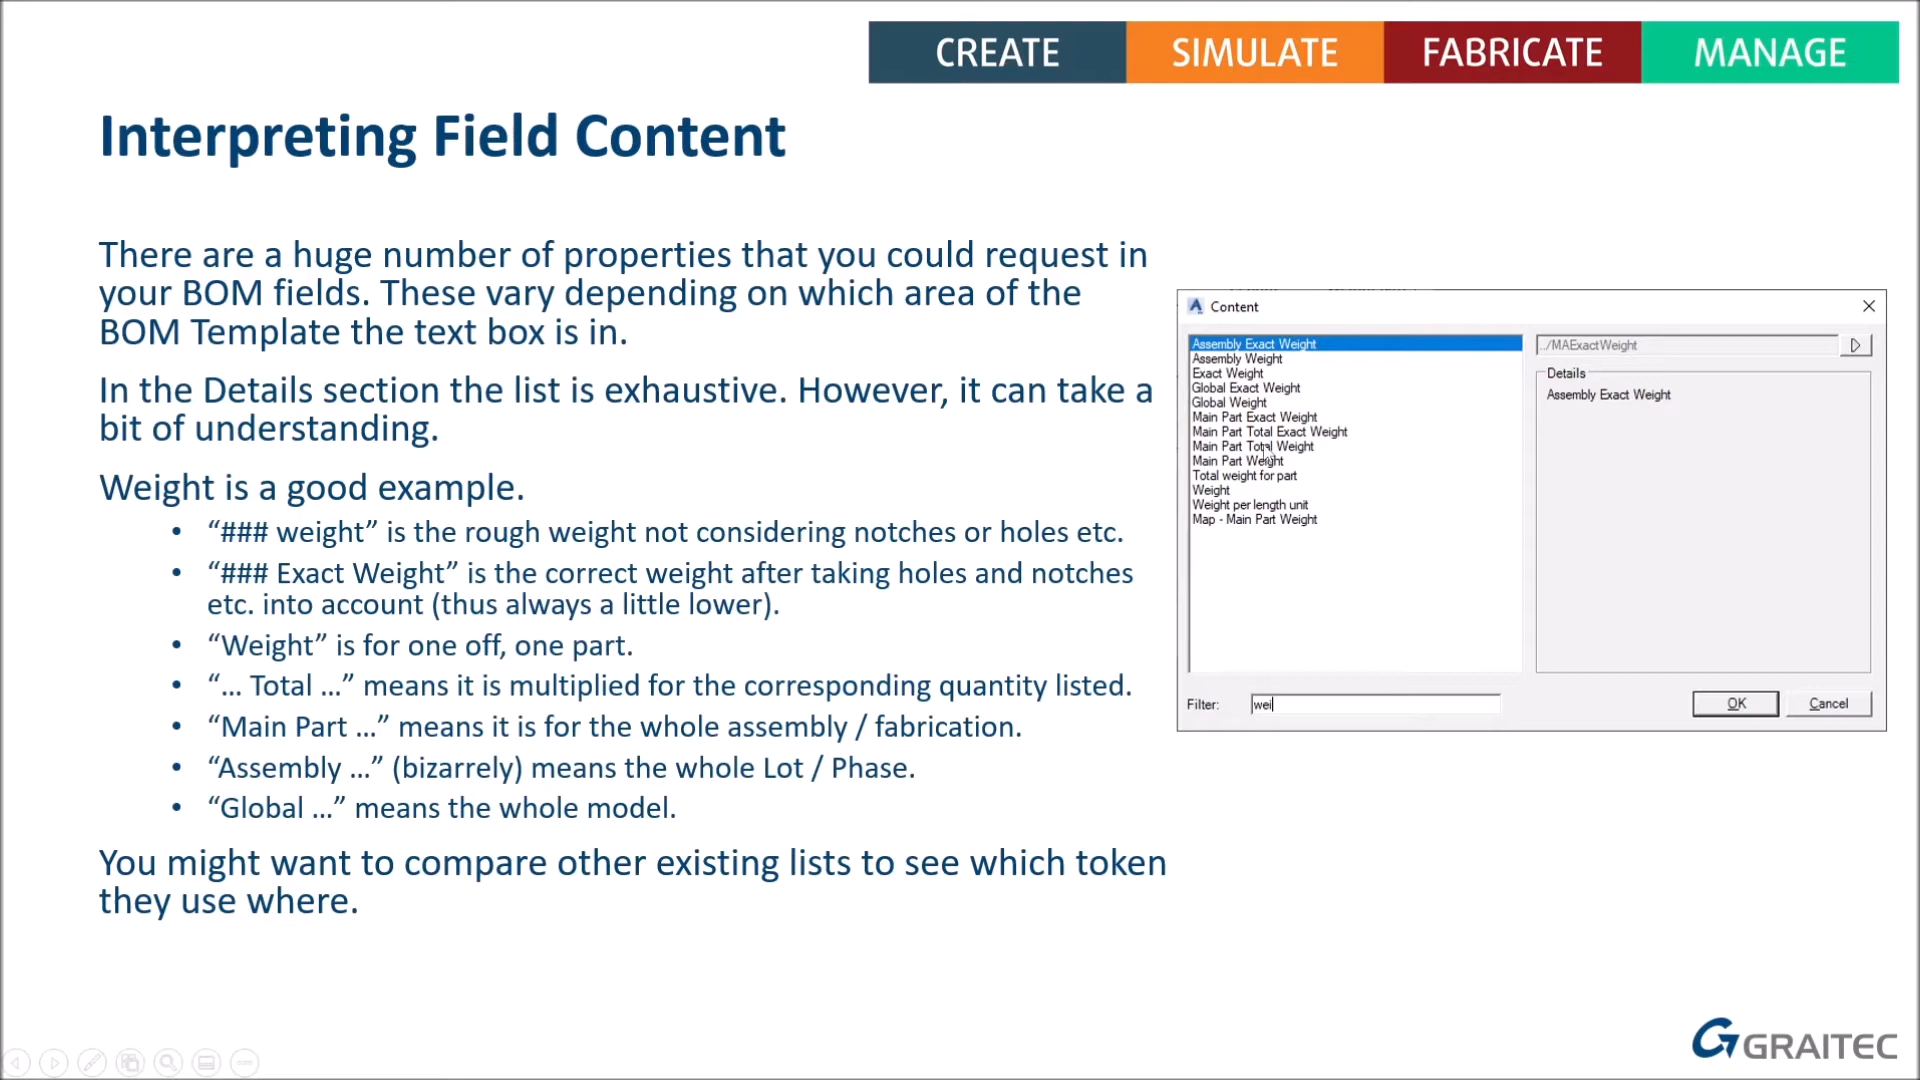 CREATE
SIMULATE
FABRICATE
MANAGE
Interpreting Field Content
There are a huge number of properties that you could request in
your BOM fields. These vary depending on which area of the
BOM Template the text box is in.
In the Details section the list is exhaustive. However, it can take a
bit of understanding.
Weight is a good example.
• “### weight” is the rough weight not considering notches or holes etc.
• “### Exact Weight” is the correct weight after taking holes and notches
etc. into account (thus always a little lower).
• “Weight” is for one off, one part.
• “… Total …” means it is multiplied for the corresponding quantity listed.
• “Main Part …” means it is for the whole assembly / fabrication.
• “Assembly …” (bizarrely) means the whole Lot / Phase.
• “Global …” means the whole model.
You might want to compare other existing lists to see which token
they use where.
Content
Assembly Exact Weight
Assembly Weight
Exact Weight
Global Exact Weight
Global Weight
Main Part Exact Weight
Main Part Total Exact Weight
Main Part Total Weight
Main Part Weight
Total weight for part
Weight
Weight per length unit
Map - Main Part Weight
../MAExactWeight
Details
Assembly Exact Weight
Filter:
wei
OK
Cancel
GRAITEC